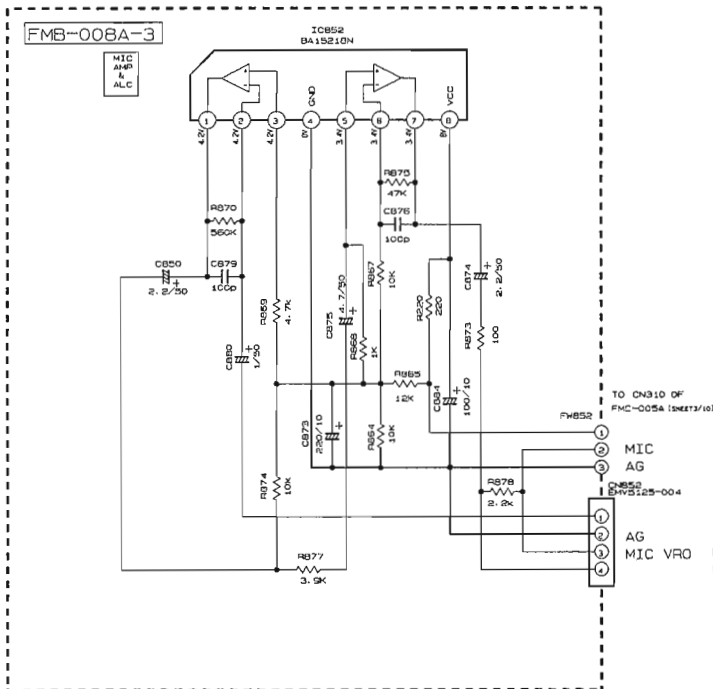 FMB-008A-3
MIC
AMP
&
ALC
IC852
BA15218N
GND
VCC
1 2 3 4 5 6 7 8
4.2V 4.2V 4.2V 0V 3.4V 3.4V 3.4V 8V
R875
47K
C876
100p
R870
560K
C850
2.2/50
C879
100p
R859
4.7k
C880
1/50
C875
4.7/50
R868
1K
R867
10K
R220
220
C874
2.2/50
R873
100
R865
12K
C884
100/10
C873
220/10
R864
10K
R874
10K
R877
3.9K
R878
2.2k
TO CN310 OF
FMC-005A (SHEET3/10)
FW852
1
2 MIC
3 AG
CN852
EMV5125-004
1
2 AG
3 MIC VRO
4